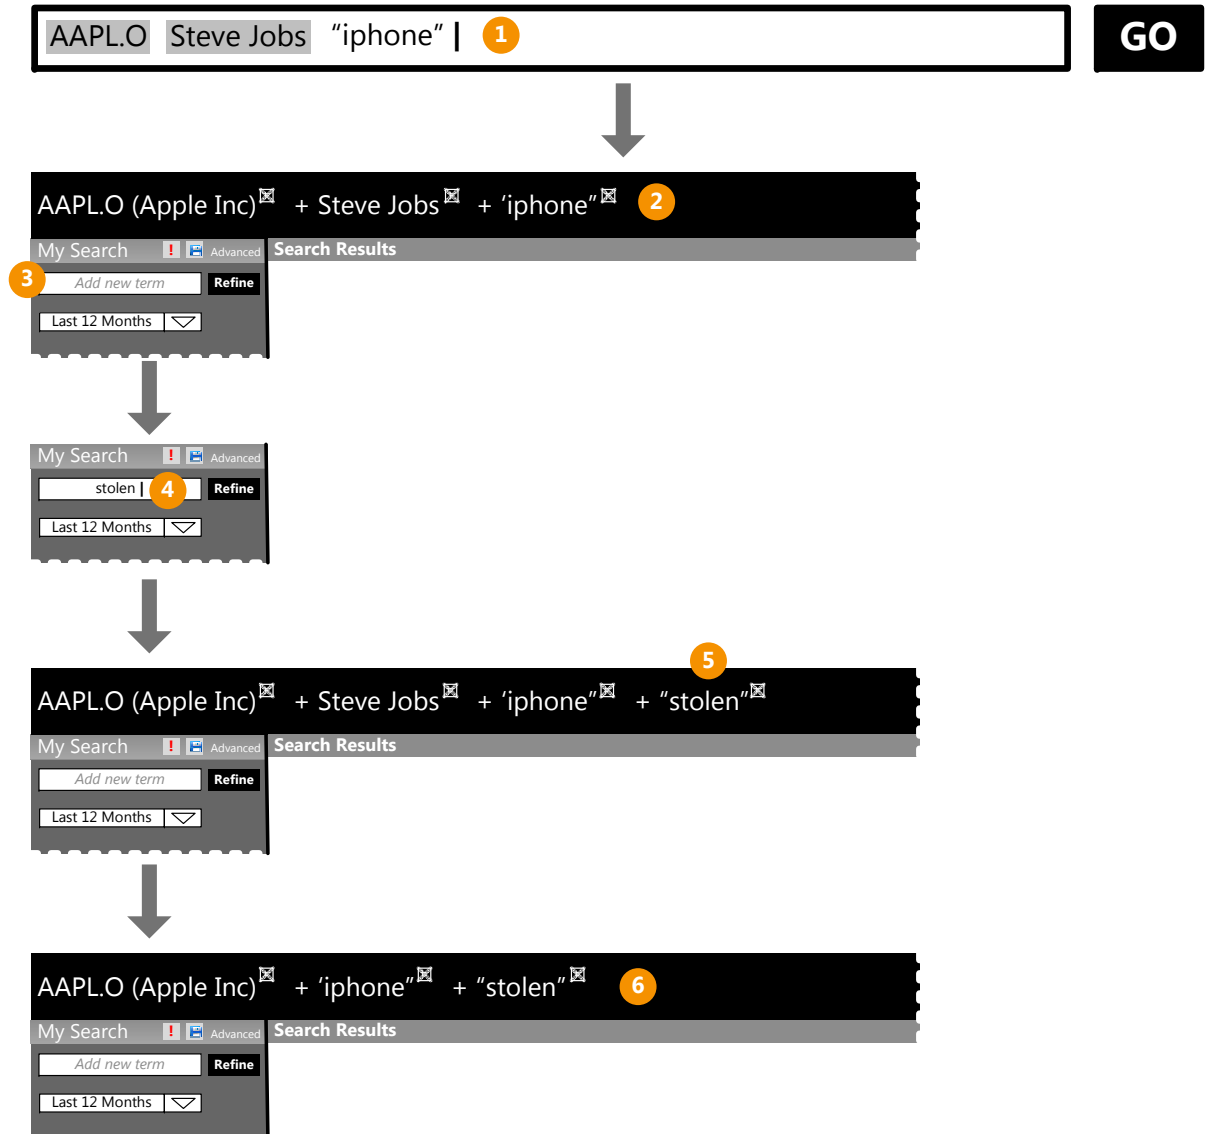 AAPL.O Steve Jobs “iphone” | 1 GO
AAPL.O (Apple Inc) + Steve Jobs + ‘iphone” 2
My Search ! Advanced Search Results
3 Add new term Refine
Last 12 Months
My Search ! Advanced
stolen | 4 Refine
Last 12 Months
5
AAPL.O (Apple Inc) + Steve Jobs + ‘iphone” + “stolen”
My Search ! Advanced Search Results
Add new term Refine
Last 12 Months
AAPL.O (Apple Inc) + ‘iphone” + “stolen” 6
My Search ! Advanced Search Results
Add new term Refine
Last 12 Months